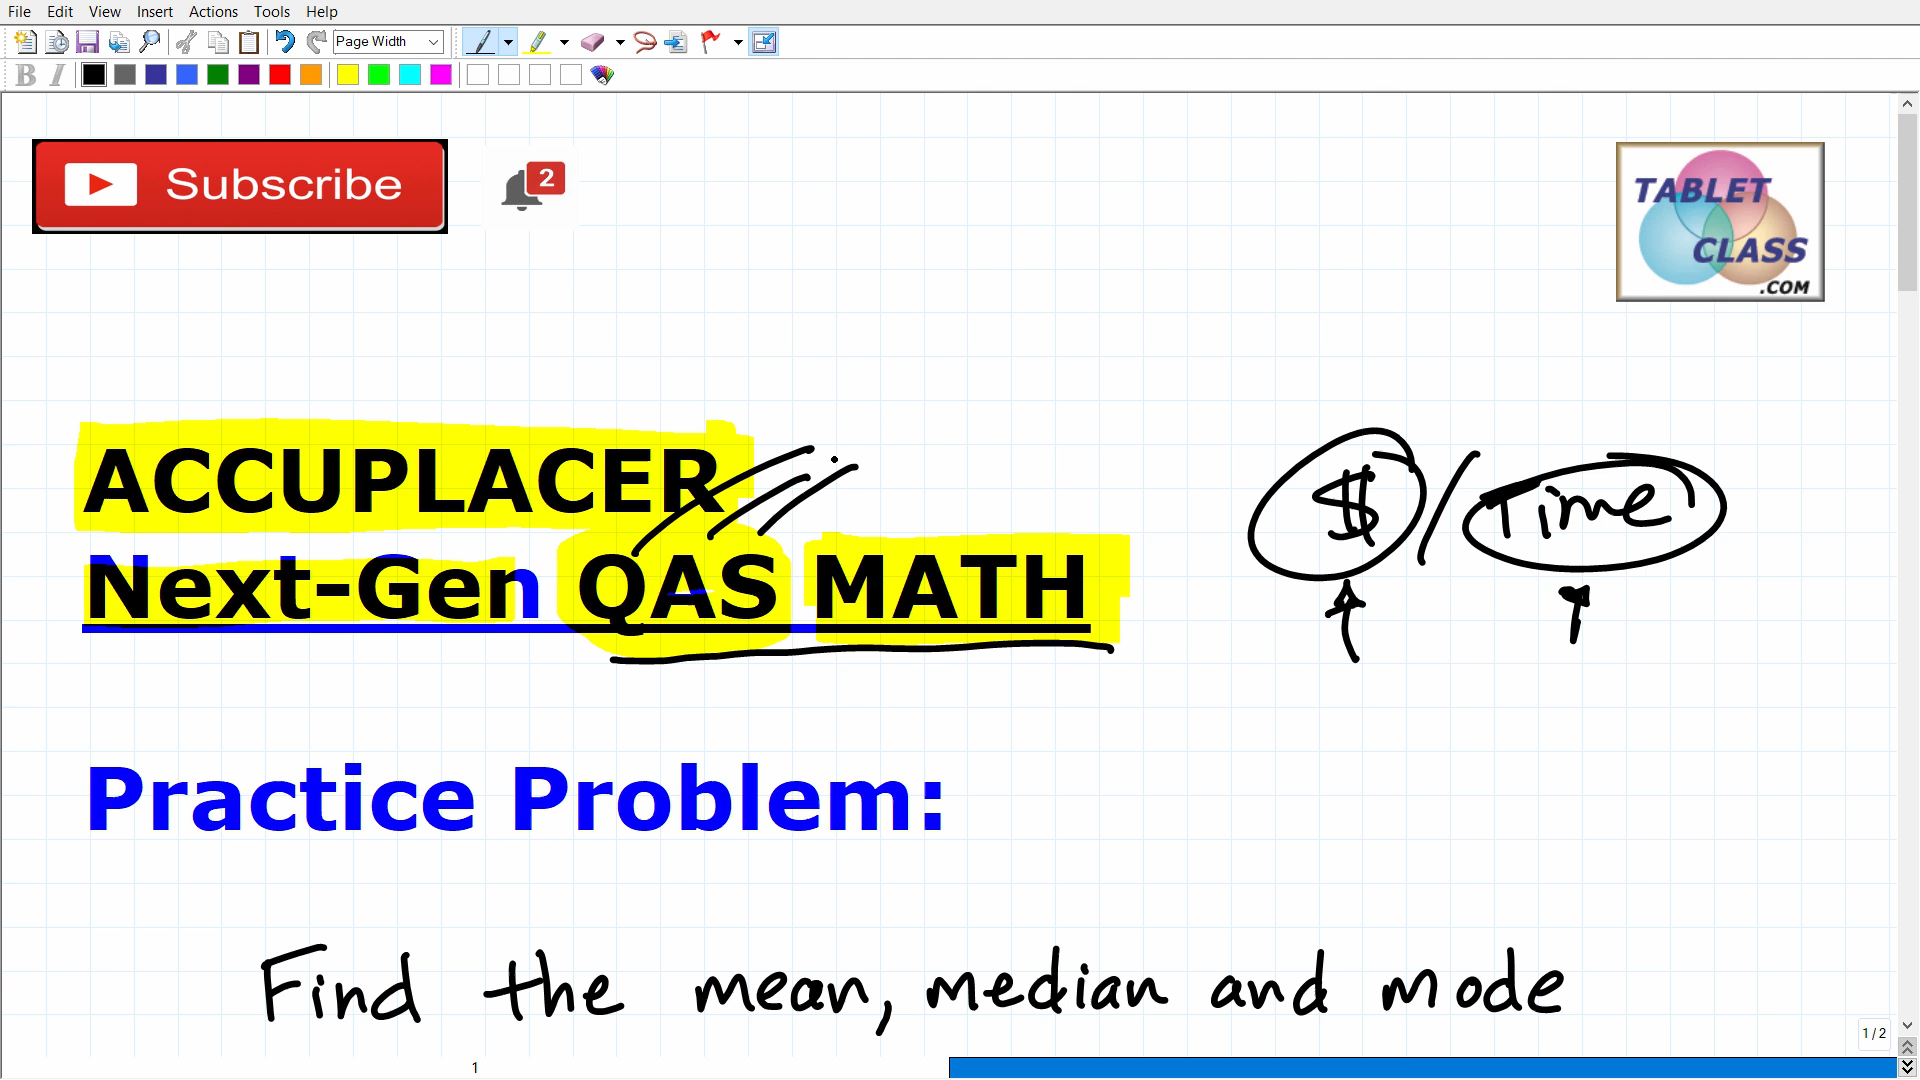 File Edit View Insert Actions Tools Help
Page Width
B I
Subscribe
2
TABLET
CLASS
.COM
ACCUPLACER
$ / Time
Next-Gen QAS MATH
Practice Problem:
Find the mean, median and mode
1/2
1